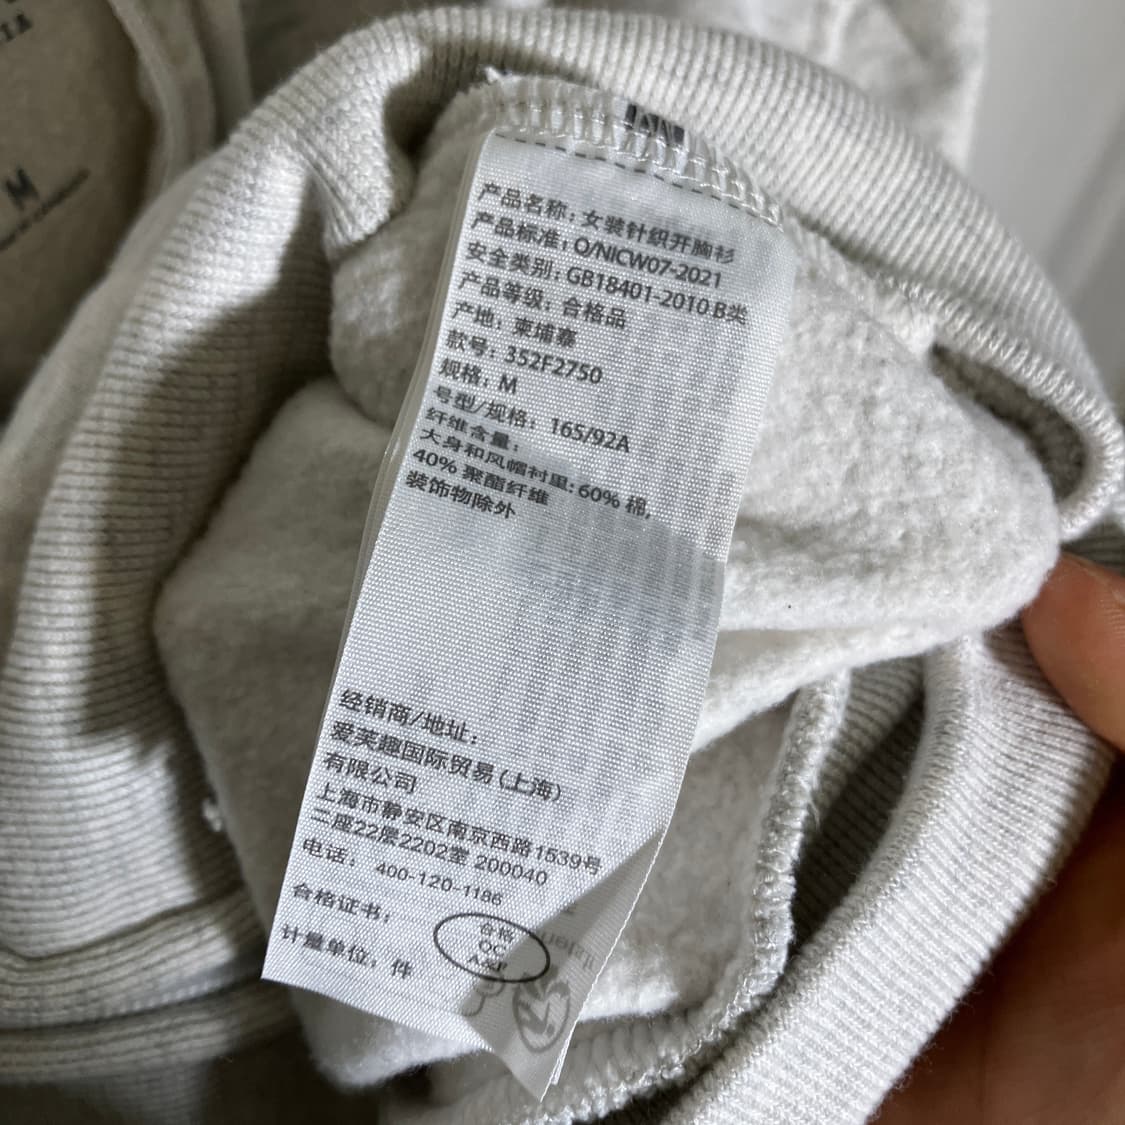 产品名称：女装针织开胸衫
产品标准：Q/NICW07-2021
安全类别：GB18401-2010 B类
产品等级：合格品
产地：柬埔寨
款号：352F2750
规格：M
号型/规格：165/92A
纤维含量：
大身和风帽衬里：60% 棉，
40% 聚酯纤维
装饰物除外
经销商/地址：
爱芙趣国际贸易（上海）
有限公司
上海市静安区南京西路1539号
二座22层2202室 200040
电话： 400-120-1186
合格证书：
合格
QC
计量单位：件
M